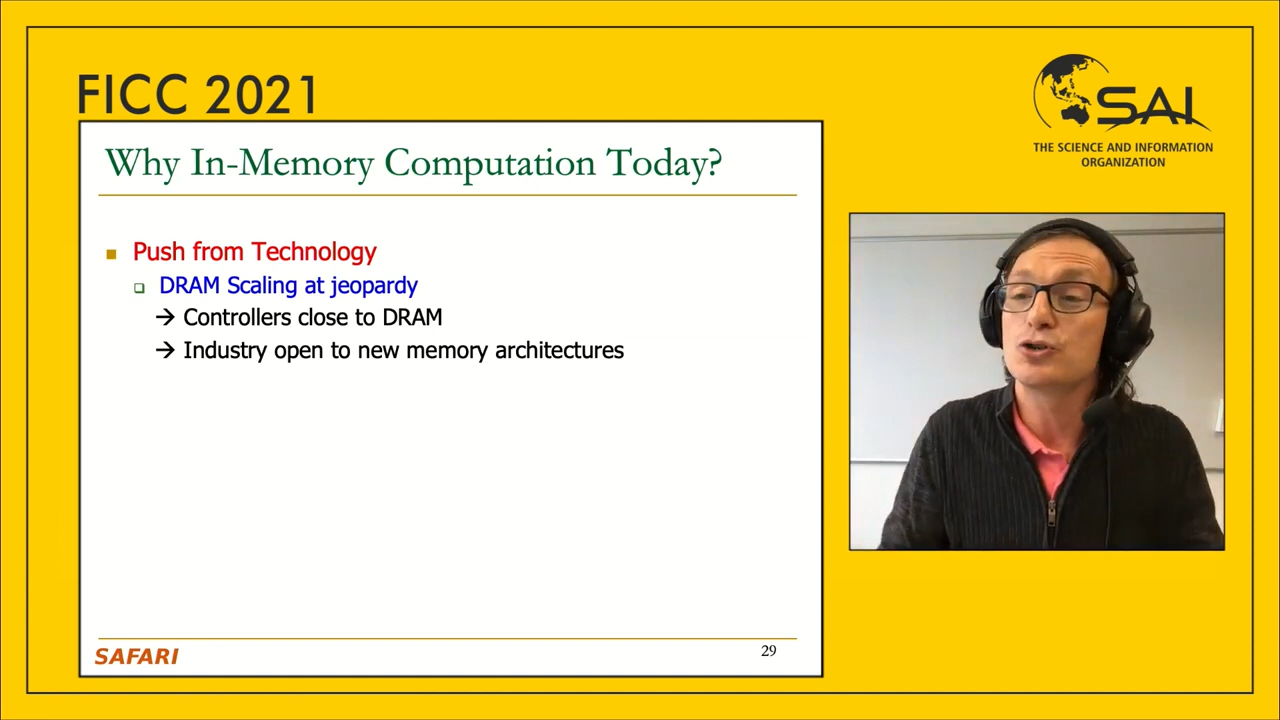 FICC 2021
SAI
THE SCIENCE AND INFORMATION
ORGANIZATION
Why In-Memory Computation Today?
Push from Technology
DRAM Scaling at jeopardy
→ Controllers close to DRAM
→ Industry open to new memory architectures
SAFARI
29